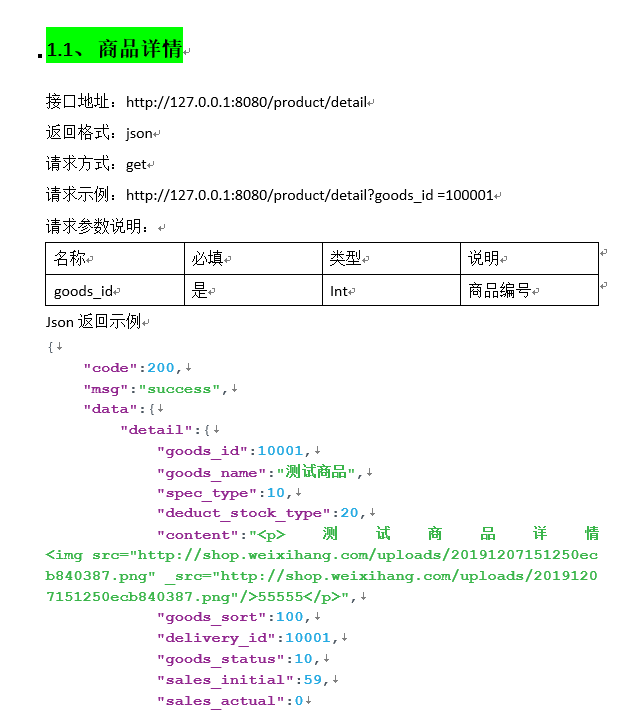 1.1、商品详情
接口地址：http://127.0.0.1:8080/product/detail
返回格式：json
请求方式：get
请求示例：http://127.0.0.1:8080/product/detail?goods_id =100001
请求参数说明：
名称 必填 类型 说明
goods_id 是 Int 商品编号
Json 返回示例
{
"code":200,
"msg":"success",
"data":{
"detail":{
"goods_id":10001,
"goods_name":"测试商品",
"spec_type":10,
"deduct_stock_type":20,
"content":"<p> 测 试 商 品 详 情
<img src="http://shop.weixihang.com/uploads/20191207151250ec
b840387.png" _src="http://shop.weixihang.com/uploads/2019120
7151250ecb840387.png"/>55555</p>",
"goods_sort":100,
"delivery_id":10001,
"goods_status":10,
"sales_initial":59,
"sales_actual":0